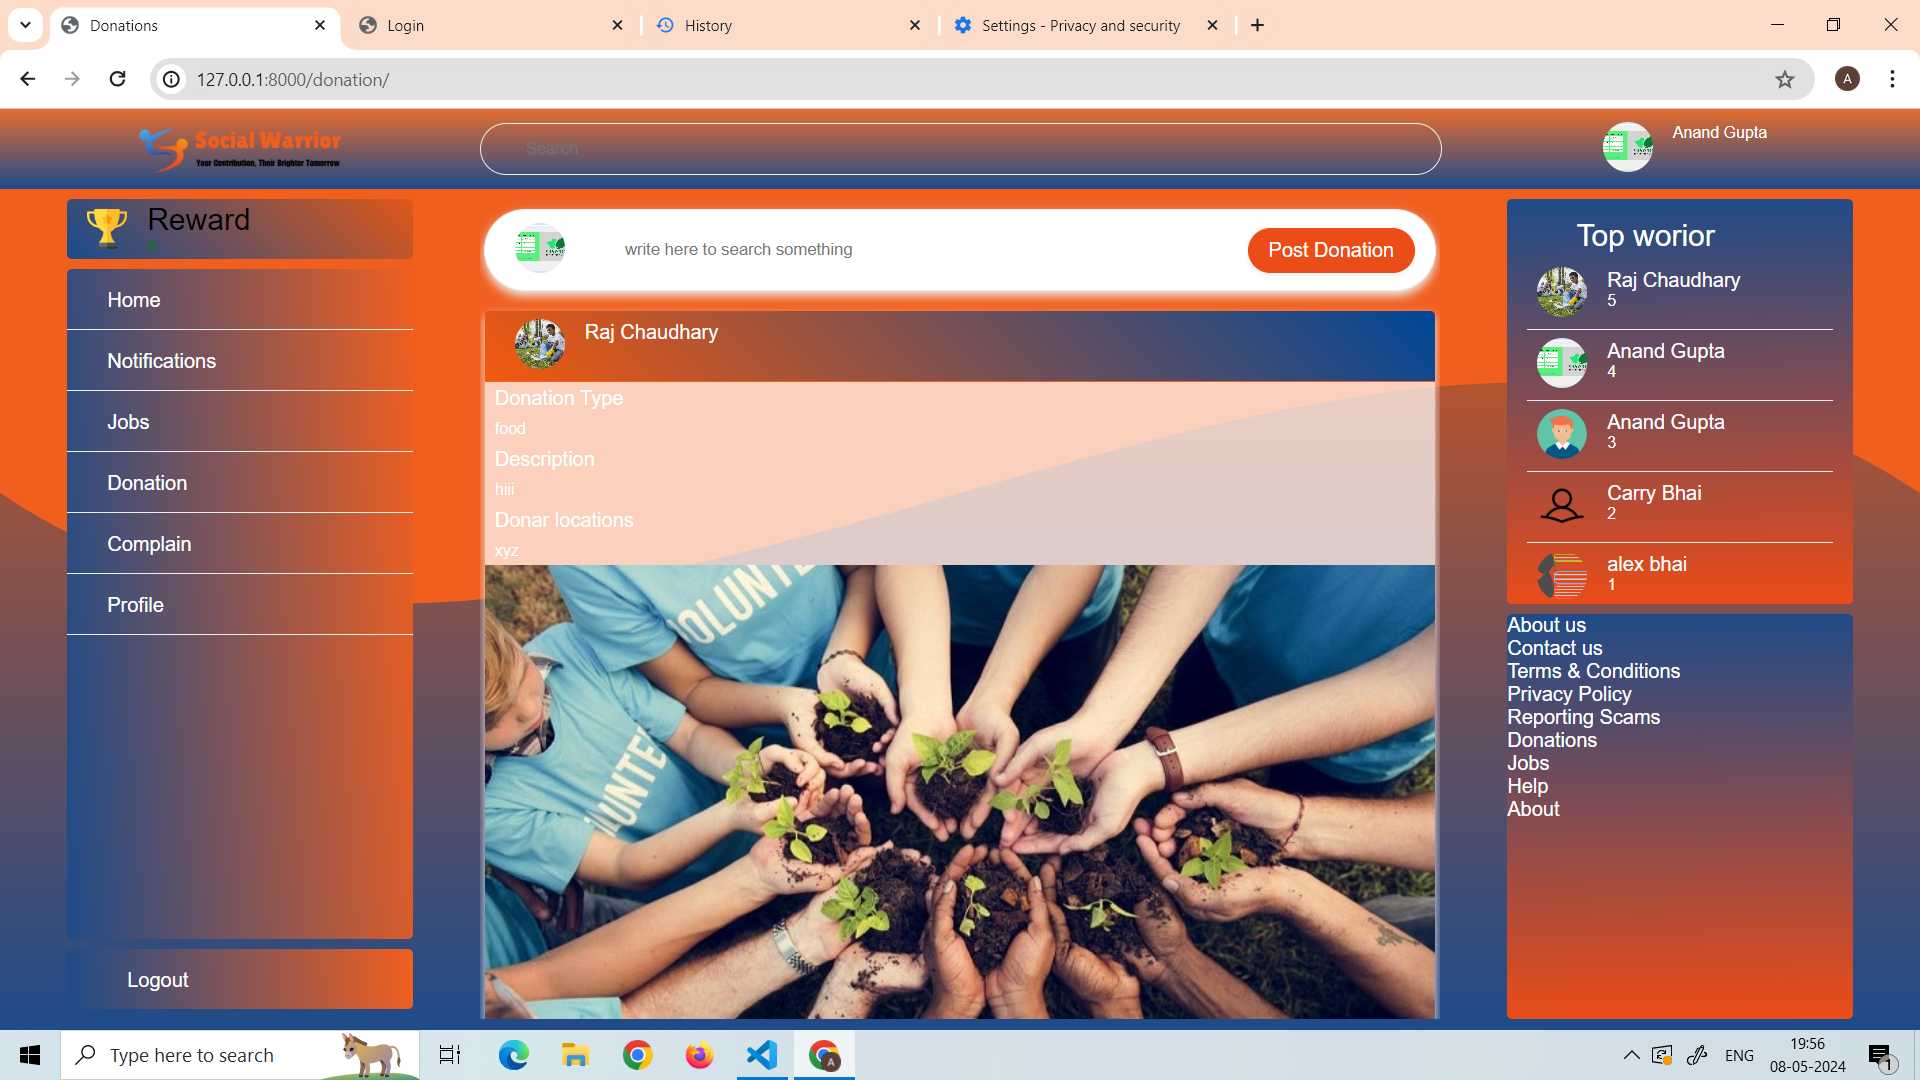 Donations
Login
History
Settings - Privacy and security
127.0.0.1:8000/donation/
A
Social Warrior
Your Contribution, Their Brighter Tomorrow
Search
Anand Gupta
Reward
Home
Notifications
Jobs
Donation
Complain
Profile
Logout
write here to search something
Post Donation
Raj Chaudhary
Donation Type
food
Description
hiii
Donar locations
xyz
VOLUNTE
VOLUNTE
Top worior
Raj Chaudhary
5
Anand Gupta
4
Anand Gupta
3
Carry Bhai
2
alex bhai
1
About us
Contact us
Terms & Conditions
Privacy Policy
Reporting Scams
Donations
Jobs
Help
About
Type here to search
A
ENG
19:56
08-05-2024
1